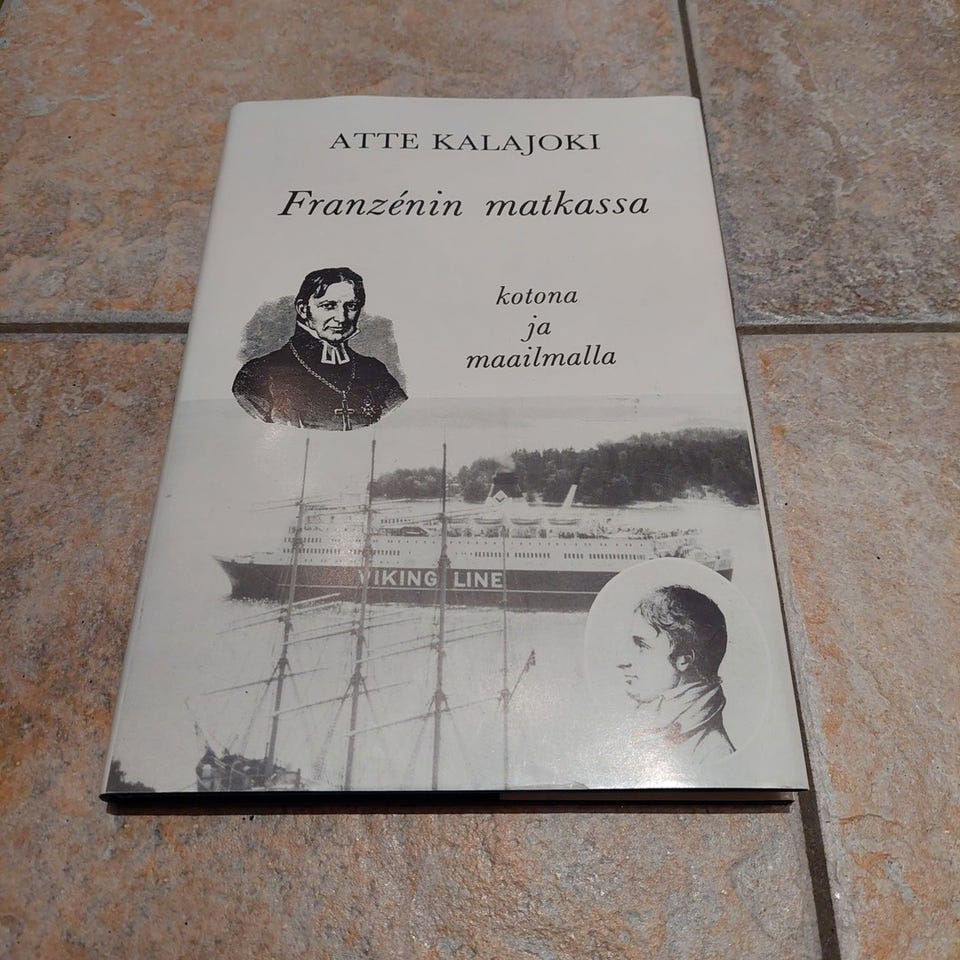 ATTE KALAJOKI
Franzénin matkassa
kotona
ja
maailmalla
VIKING LINE